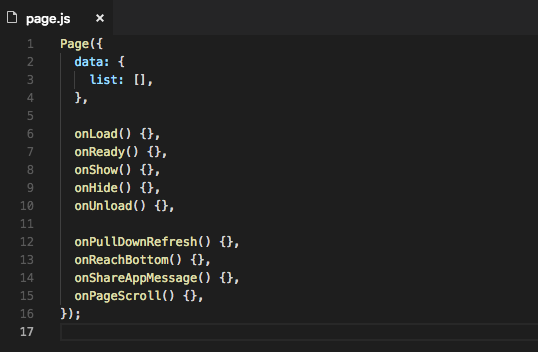 page.js ×
1 Page({
2   data: {
3     list: [],
4   },
5
6   onLoad() {},
7   onReady() {},
8   onShow() {},
9   onHide() {},
10   onUnload() {},
11
12   onPullDownRefresh() {},
13   onReachBottom() {},
14   onShareAppMessage() {},
15   onPageScroll() {},
16 });
17